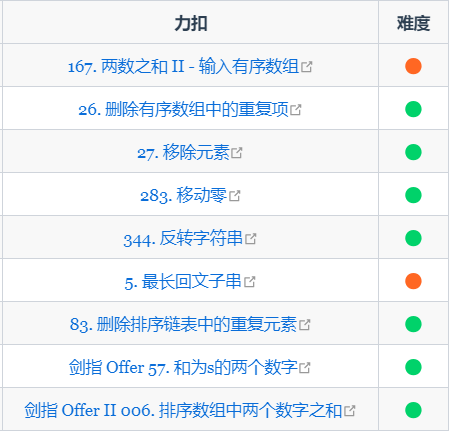 力扣 难度
167. 两数之和 II - 输入有序数组
26. 删除有序数组中的重复项
27. 移除元素
283. 移动零
344. 反转字符串
5. 最长回文子串
83. 删除排序链表中的重复元素
剑指 Offer 57. 和为s的两个数字
剑指 Offer II 006. 排序数组中两个数字之和